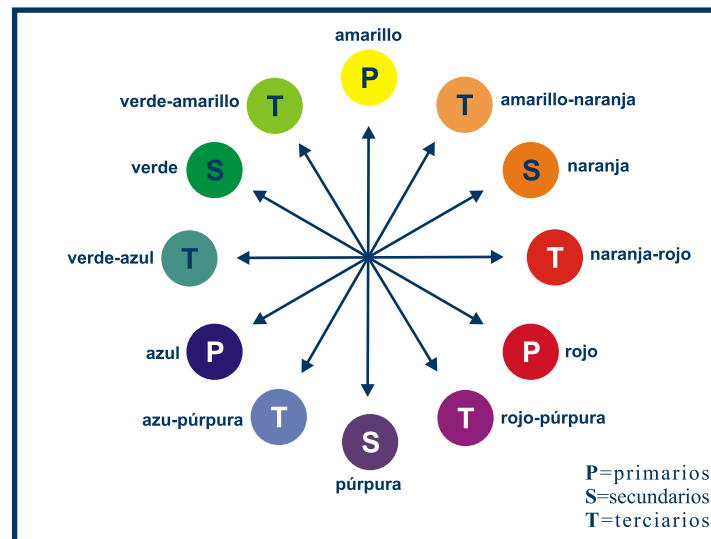 amarillo
P
verde-amarillo
T
T
amarillo-naranja
verde
S
S
naranja
verde-azul
T
T
naranja-rojo
azul
P
P
rojo
azu-púrpura
T
T
rojo-púrpura
S
púrpura
P=primarios
S=secundarios
T=terciarios